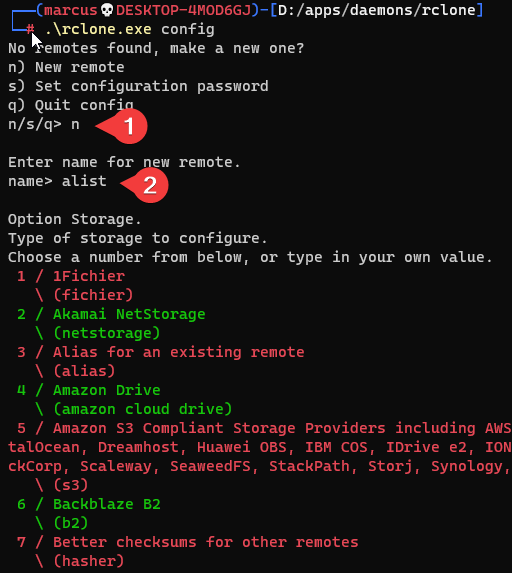 ┌──(marcus💀DESKTOP-4MOD6GJ)-[D:/apps/daemons/rclone]
└─# .\rclone.exe config
No remotes found, make a new one?
n) New remote
s) Set configuration password
q) Quit config
n/s/q> n
1
Enter name for new remote.
name> alist
2
Option Storage.
Type of storage to configure.
Choose a number from below, or type in your own value.
1 / 1Fichier
\ (fichier)
2 / Akamai NetStorage
\ (netstorage)
3 / Alias for an existing remote
\ (alias)
4 / Amazon Drive
\ (amazon cloud drive)
5 / Amazon S3 Compliant Storage Providers including AWS
talOcean, Dreamhost, Huawei OBS, IBM COS, IDrive e2, ION
ckCorp, Scaleway, SeaweedFS, StackPath, Storj, Synology,
\ (s3)
6 / Backblaze B2
\ (b2)
7 / Better checksums for other remotes
\ (hasher)